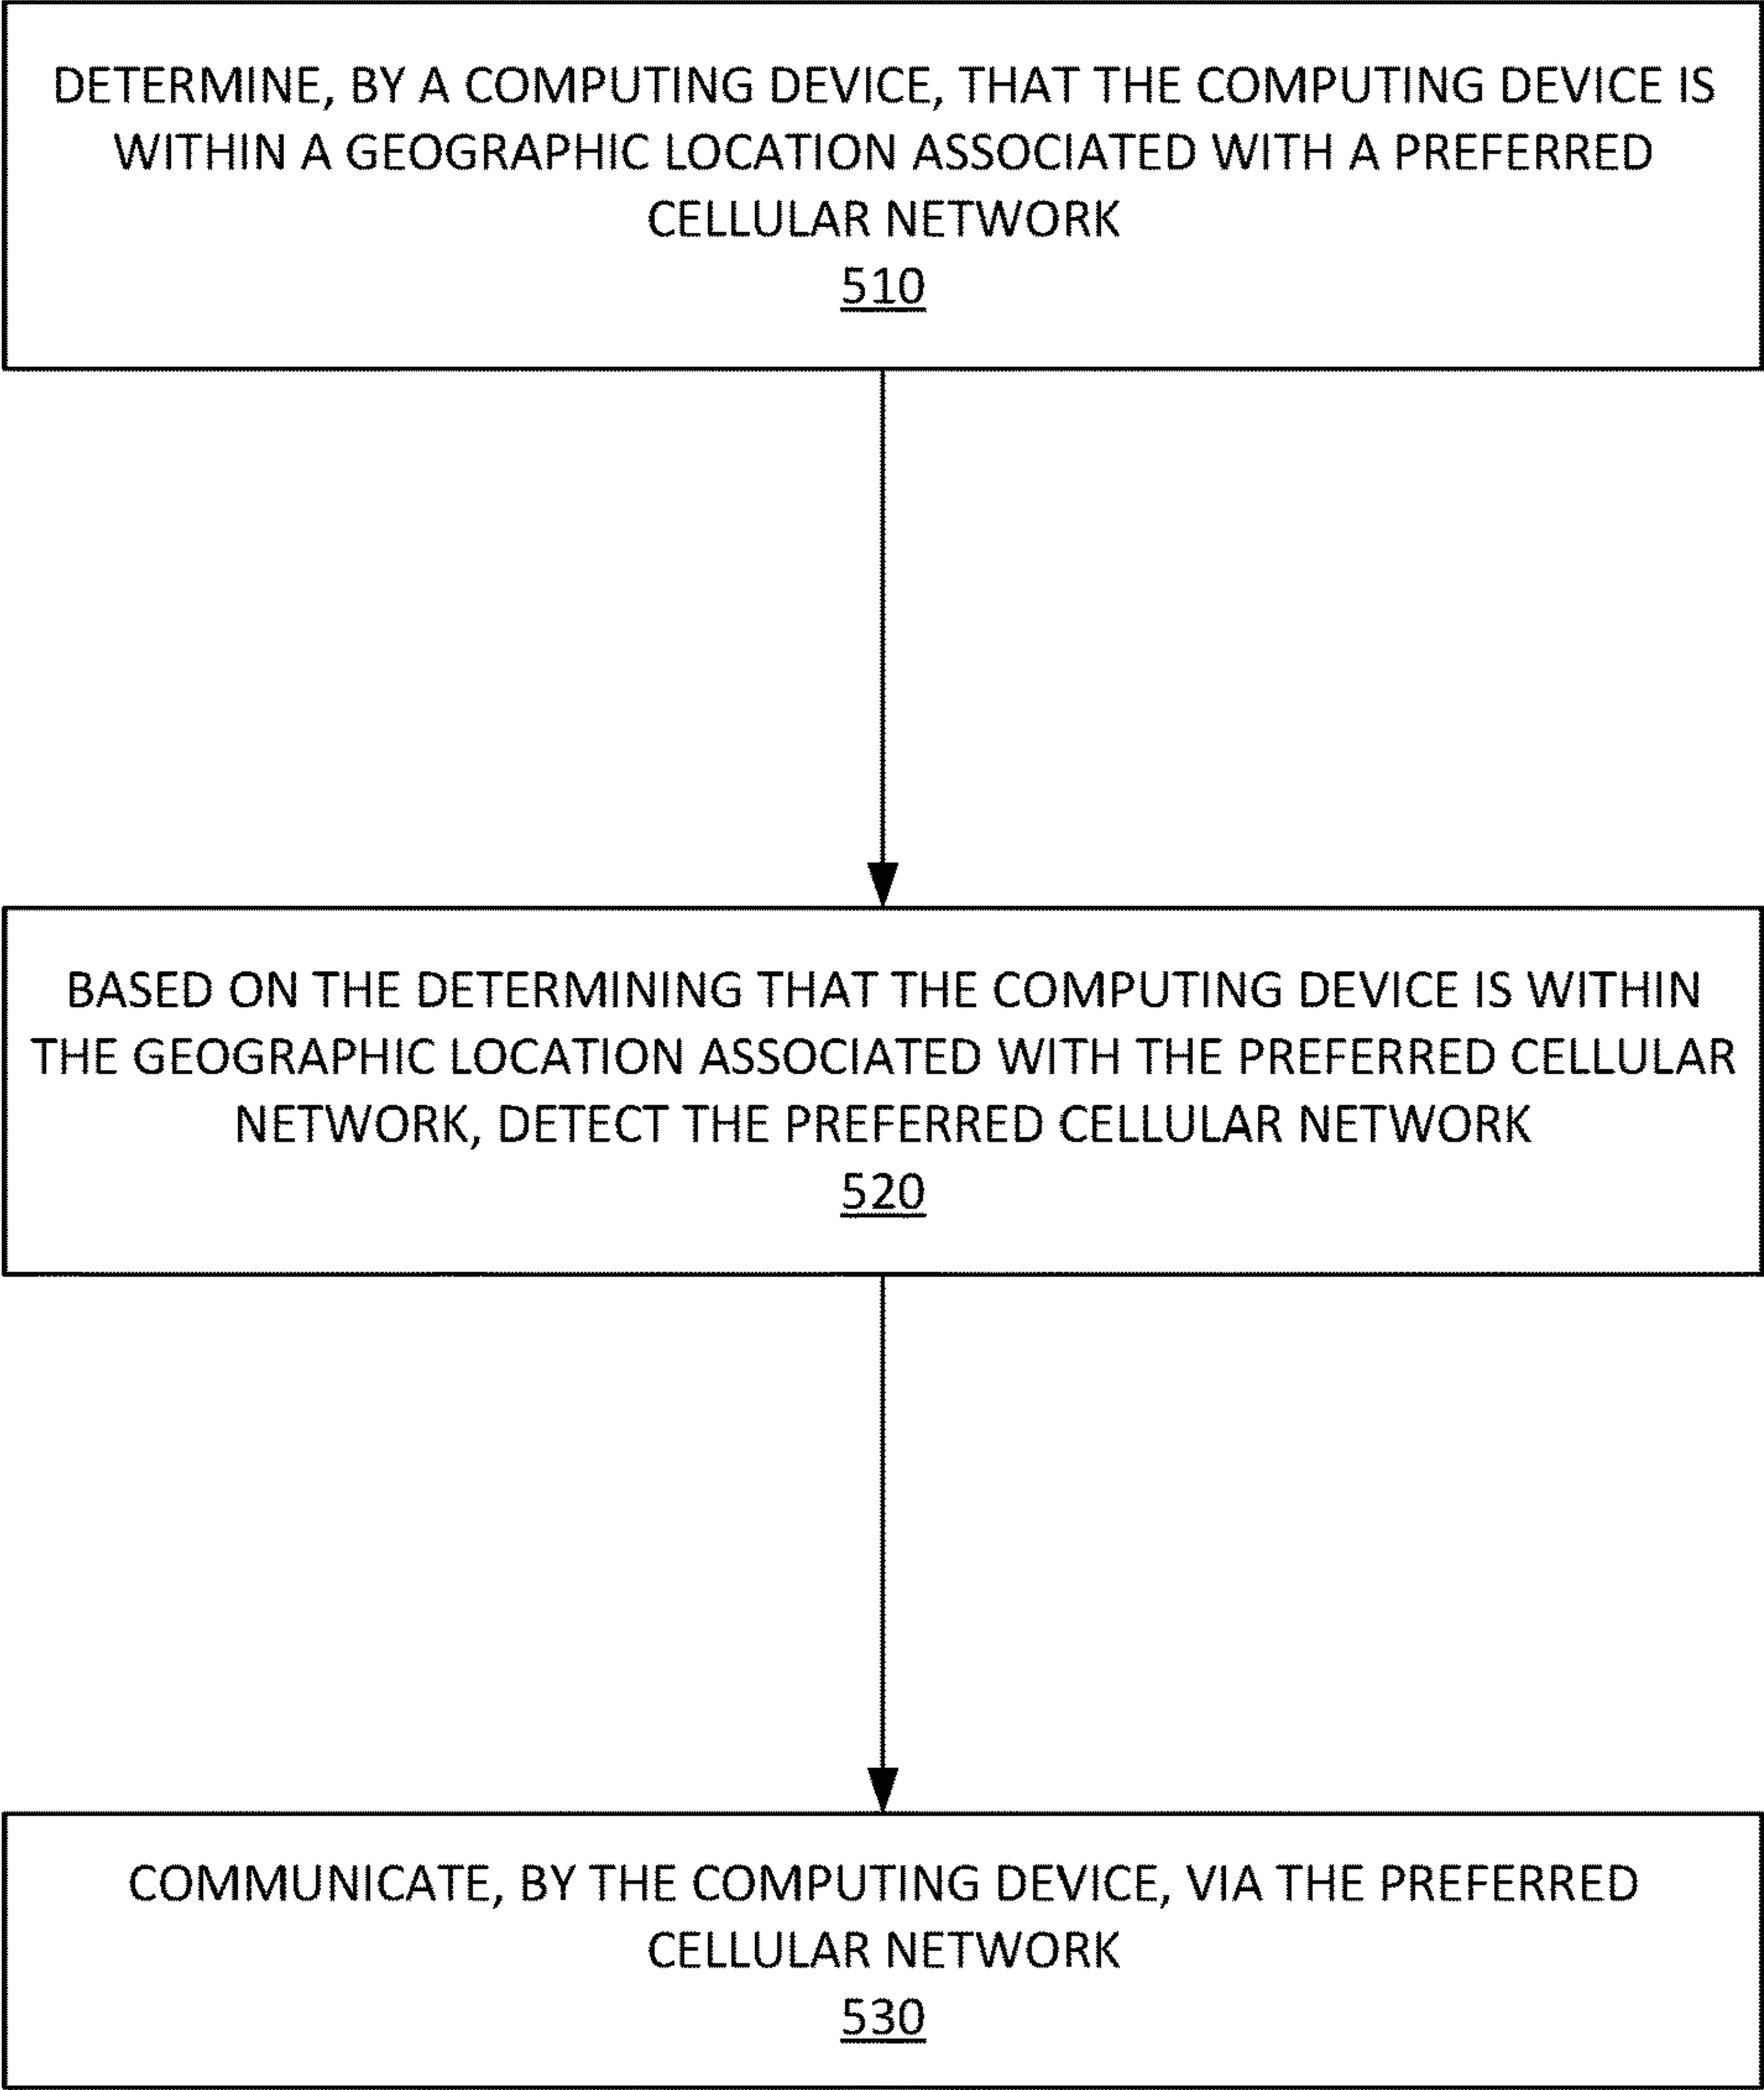 DETERMINE, BY A COMPUTING DEVICE, THAT THE COMPUTING DEVICE IS
WITHIN A GEOGRAPHIC LOCATION ASSOCIATED WITH A PREFERRED
CELLULAR NETWORK
510
BASED ON THE DETERMINING THAT THE COMPUTING DEVICE IS WITHIN
THE GEOGRAPHIC LOCATION ASSOCIATED WITH THE PREFERRED CELLULAR
NETWORK, DETECT THE PREFERRED CELLULAR NETWORK
520
COMMUNICATE, BY THE COMPUTING DEVICE, VIA THE PREFERRED
CELLULAR NETWORK
530